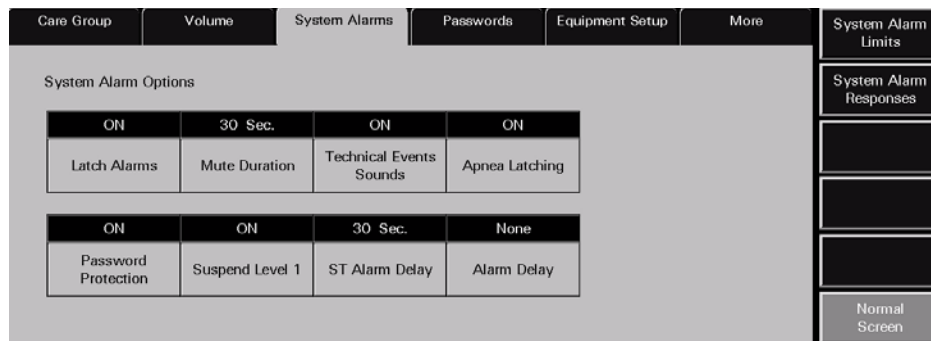 Care Group
Volume
System Alarms
Passwords
Equipment Setup
More
System Alarm
Limits
System Alarm
Responses
System Alarm Options
ON
30 Sec.
ON
ON
Latch Alarms
Mute Duration
Technical Events
Sounds
Apnea Latching
ON
ON
30 Sec.
None
Password
Protection
Suspend Level 1
ST Alarm Delay
Alarm Delay
Normal
Screen